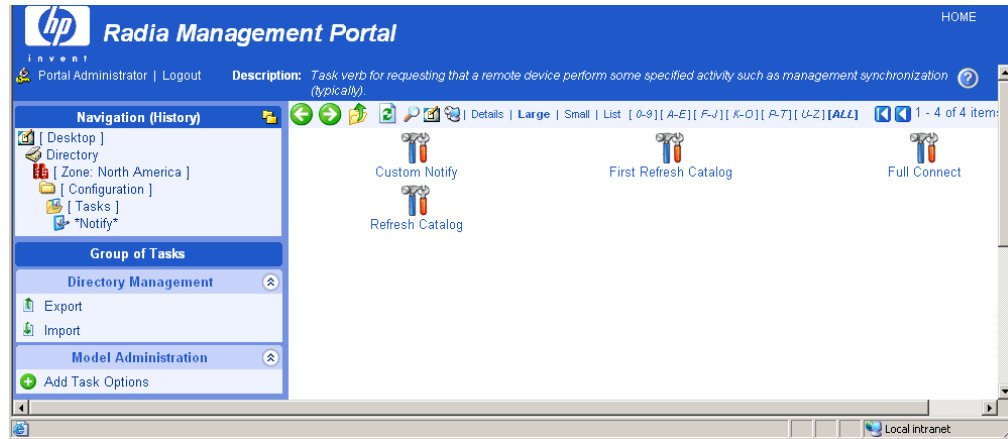 HOME
hp
Radia Management Portal
invent
Portal Administrator | Logout
Description: Task verb for requesting that a remote device perform some specified activity such as management synchronization
(typically).
Navigation (History)
| Details | Large | Small | List [ 0-9 ] [ A-E ] [ F-J ] [ K-O ] [ P-T ] [ U-Z ] [ALL]
1 - 4 of 4 item
[ Desktop ]
Directory
[ Zone: North America ]
[ Configuration ]
[ Tasks ]
*Notify*
Custom Notify
First Refresh Catalog
Full Connect
Refresh Catalog
Group of Tasks
Directory Management
Export
Import
Model Administration
Add Task Options
Local intranet